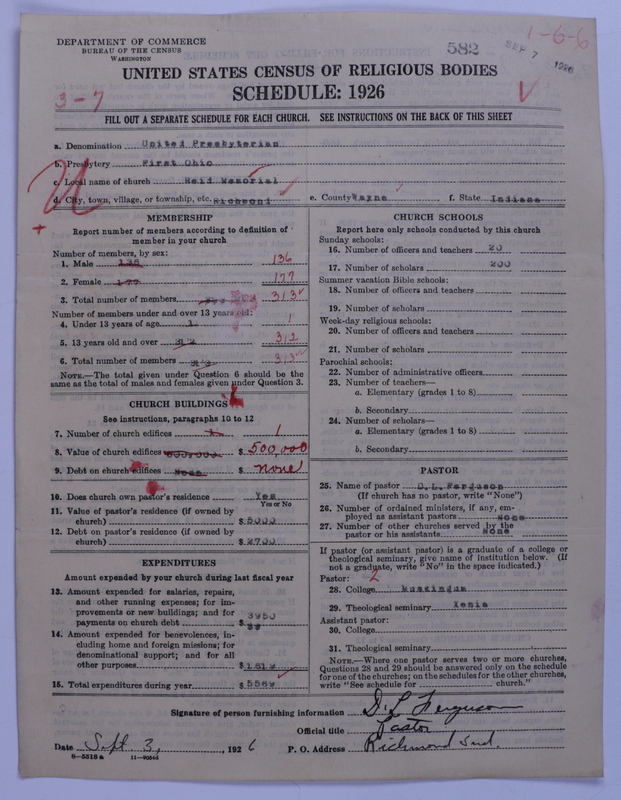 1-6-6
DEPARTMENT OF COMMERCE
BUREAU OF THE CENSUS
WASHINGTON
582
SEP 7 1926
UNITED STATES CENSUS OF RELIGIOUS BODIES
SCHEDULE: 1926
3-7
FILL OUT A SEPARATE SCHEDULE FOR EACH CHURCH. SEE INSTRUCTIONS ON THE BACK OF THIS SHEET
a. Denomination United Presbyterian
b. Presbytery First Ohio
c. Local name of church Reid Memorial
d. City, town, village, or township, etc. Richmond e. County Wayne f. State Indiana
MEMBERSHIP
Report number of members according to definition of member in your church
Number of members, by sex:
1. Male 136 136
2. Female 177 177
3. Total number of members 313
Number of members under and over 13 years old:
4. Under 13 years of age 1 1
5. 13 years old and over 312 312
6. Total number of members 313 313
NOTE.—The total given under Question 6 should be the
same as the total of males and females given under Question 3.
CHURCH BUILDINGS
See instructions, paragraphs 10 to 12
7. Number of church edifices 1 1
8. Value of church edifices 500,000 $ 500,000
9. Debt on church edifices None $ none
10. Does church own pastor's residence Yes
Yes or No
11. Value of pastor's residence (if owned by
church) $ 5000
12. Debt on pastor's residence (if owned by
church) $ 2700
EXPENDITURES
Amount expended by your church during last fiscal year
13. Amount expended for salaries, repairs,
and other running expenses; for im-
provements or new buildings; and for
payments on church debt $ 3950
14. Amount expended for benevolences, in-
cluding home and foreign missions; for
denominational support; and for all
other purposes $
15. Total expenditures during year $
CHURCH SCHOOLS
Report here only schools conducted by this church
Sunday schools:
16. Number of officers and teachers 20
17. Number of scholars 200
Summer vacation Bible schools:
18. Number of officers and teachers
19. Number of scholars
Week-day religious schools:
20. Number of officers and teachers
21. Number of scholars
Parochial schools:
22. Number of administrative officers
23. Number of teachers—
a. Elementary (grades 1 to 8)
b. Secondary
24. Number of scholars—
a. Elementary (grades 1 to 8)
b. Secondary
PASTOR
25. Name of pastor D.L. Ferguson
(If church has no pastor, write "None")
26. Number of ordained ministers, if any, em-
ployed as assistant pastors None
27. Number of other churches served by the
pastor or his assistants None
If pastor (or assistant pastor) is a graduate of a college or
theological seminary, give name of institution below. (If
not a graduate, write "No" in the space indicated.)
Pastor: 2
28. College Muskingum
29. Theological seminary Xenia
Assistant pastor:
30. College
31. Theological seminary
NOTE.—Where one pastor serves two or more churches,
Questions 28 and 29 should be answered only on the schedule
for one of the churches; on the schedules for the other churches,
write "See schedule for church."
Signature of person furnishing information D. L. Ferguson
Official title Pastor
Date Sept 3, , 1926 P. O. Address Richmond Ind.
8—5518a 11—90345